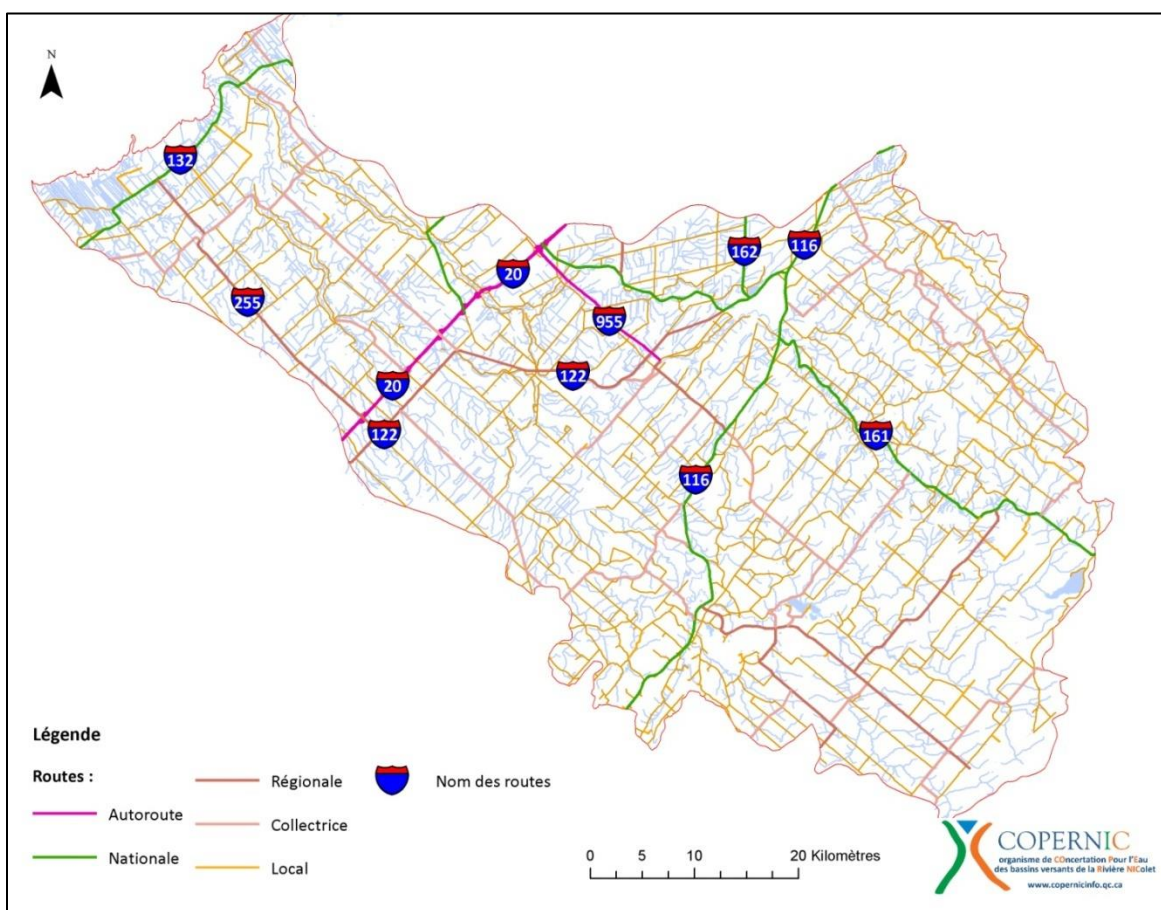 N
132
162
116
20
255
955
122
20
122
161
116
Légende
Routes :
Régionale
Nom des routes
Autoroute
Collectrice
Nationale
Local
0 5 10 20 Kilomètres
COPERNIC
organisme de COncertation Pour l'Eau
des bassins versants de la Rivière NIColet
www.copernicinfo.qc.ca